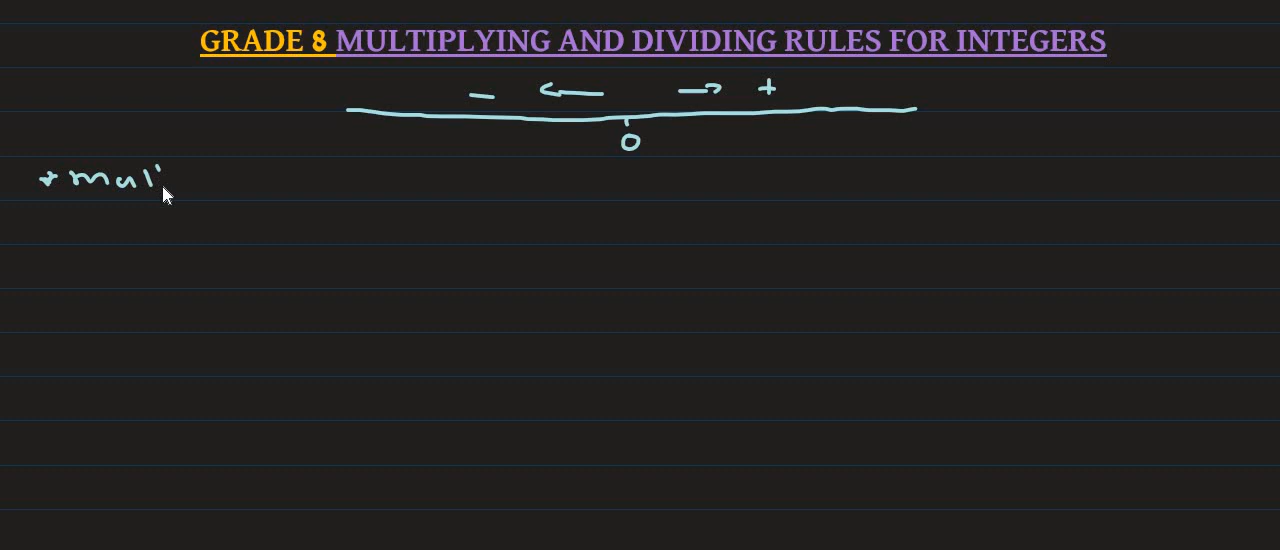 GRADE 8 MULTIPLYING AND DIVIDING RULES FOR INTEGERS
- ← → +
0
* mul